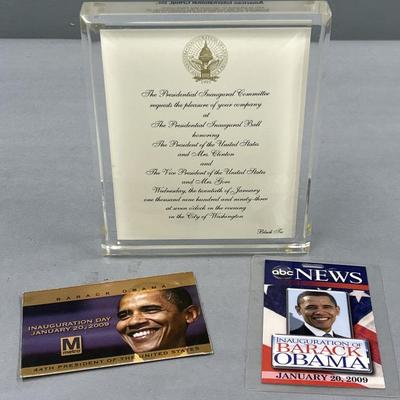 1993
The Presidential Inaugural Committee
requests the pleasure of your company
at
The Presidential Inaugural Ball
honoring
The President of the United States
and Mrs. Clinton
and
The Vice President of the United States
and Mrs. Gore
Wednesday, the twentieth of January
one thousand nine hundred and ninety-three
at seven o'clock in the evening
in the City of Washington
Black Tie
BARACK OBAMA
INAUGURATION DAY
JANUARY 20, 2009
M
metro
44TH PRESIDENT OF THE UNITED STATES
abc NEWS
INAUGURATION OF
BARACK
OBAMA
JANUARY 20, 2009